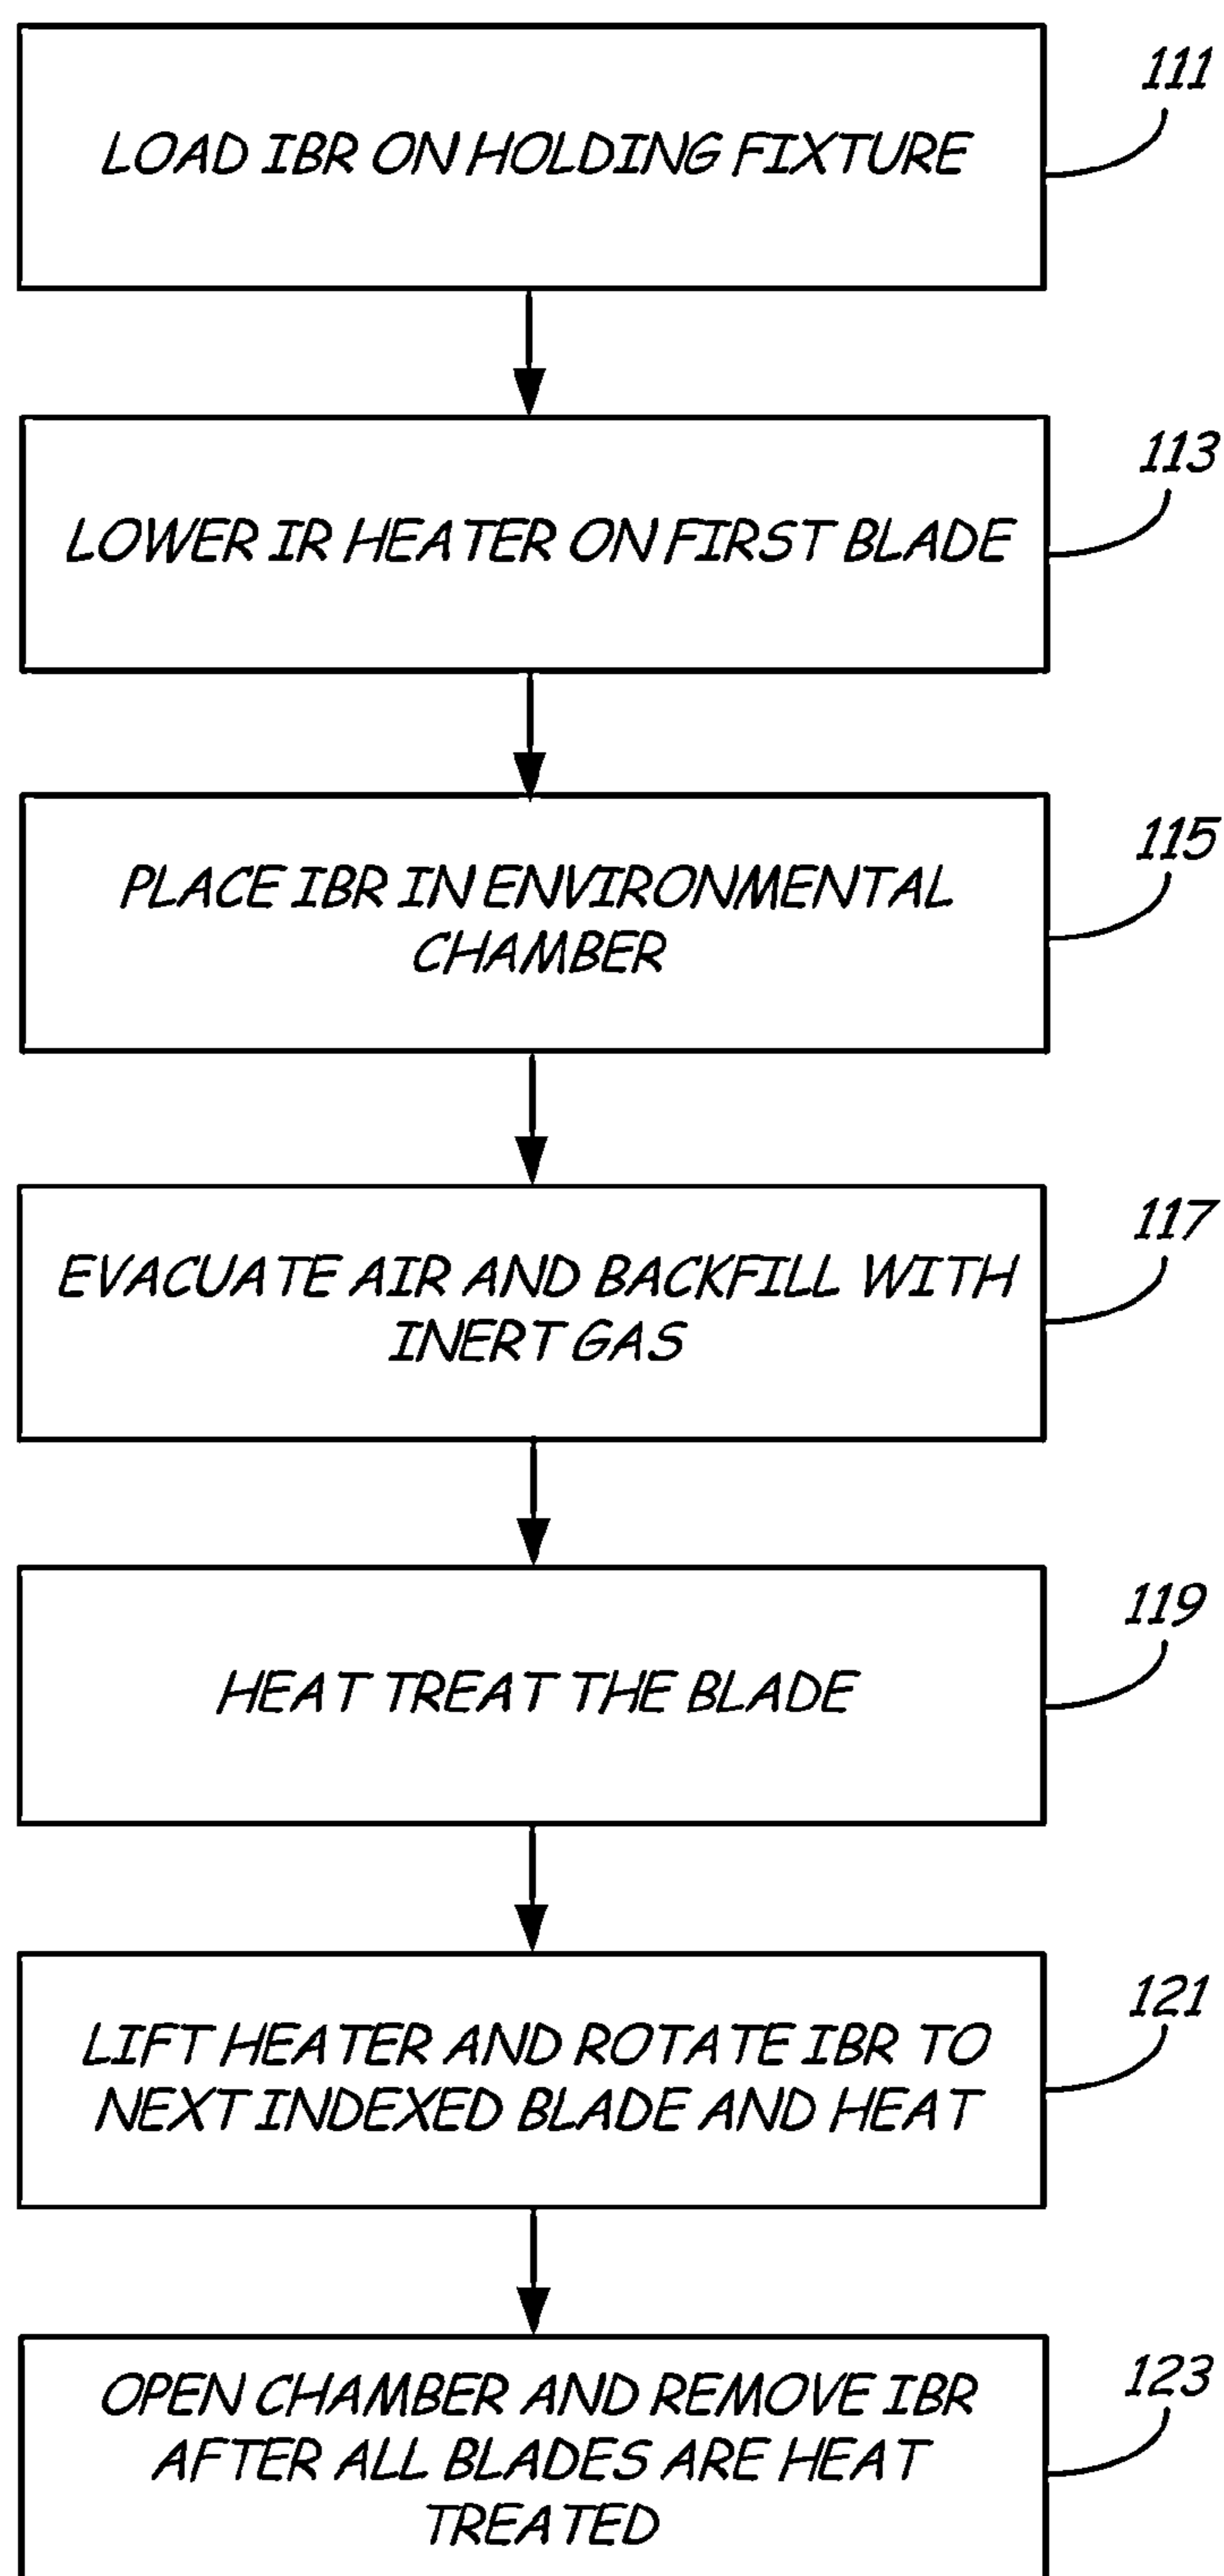 LOAD IBR ON HOLDING FIXTURE
111
LOWER IR HEATER ON FIRST BLADE
113
PLACE IBR IN ENVIRONMENTAL
CHAMBER
115
EVACUATE AIR AND BACKFILL WITH
INERT GAS
117
HEAT TREAT THE BLADE
119
LIFT HEATER AND ROTATE IBR TO
NEXT INDEXED BLADE AND HEAT
121
OPEN CHAMBER AND REMOVE IBR
AFTER ALL BLADES ARE HEAT
TREATED
123